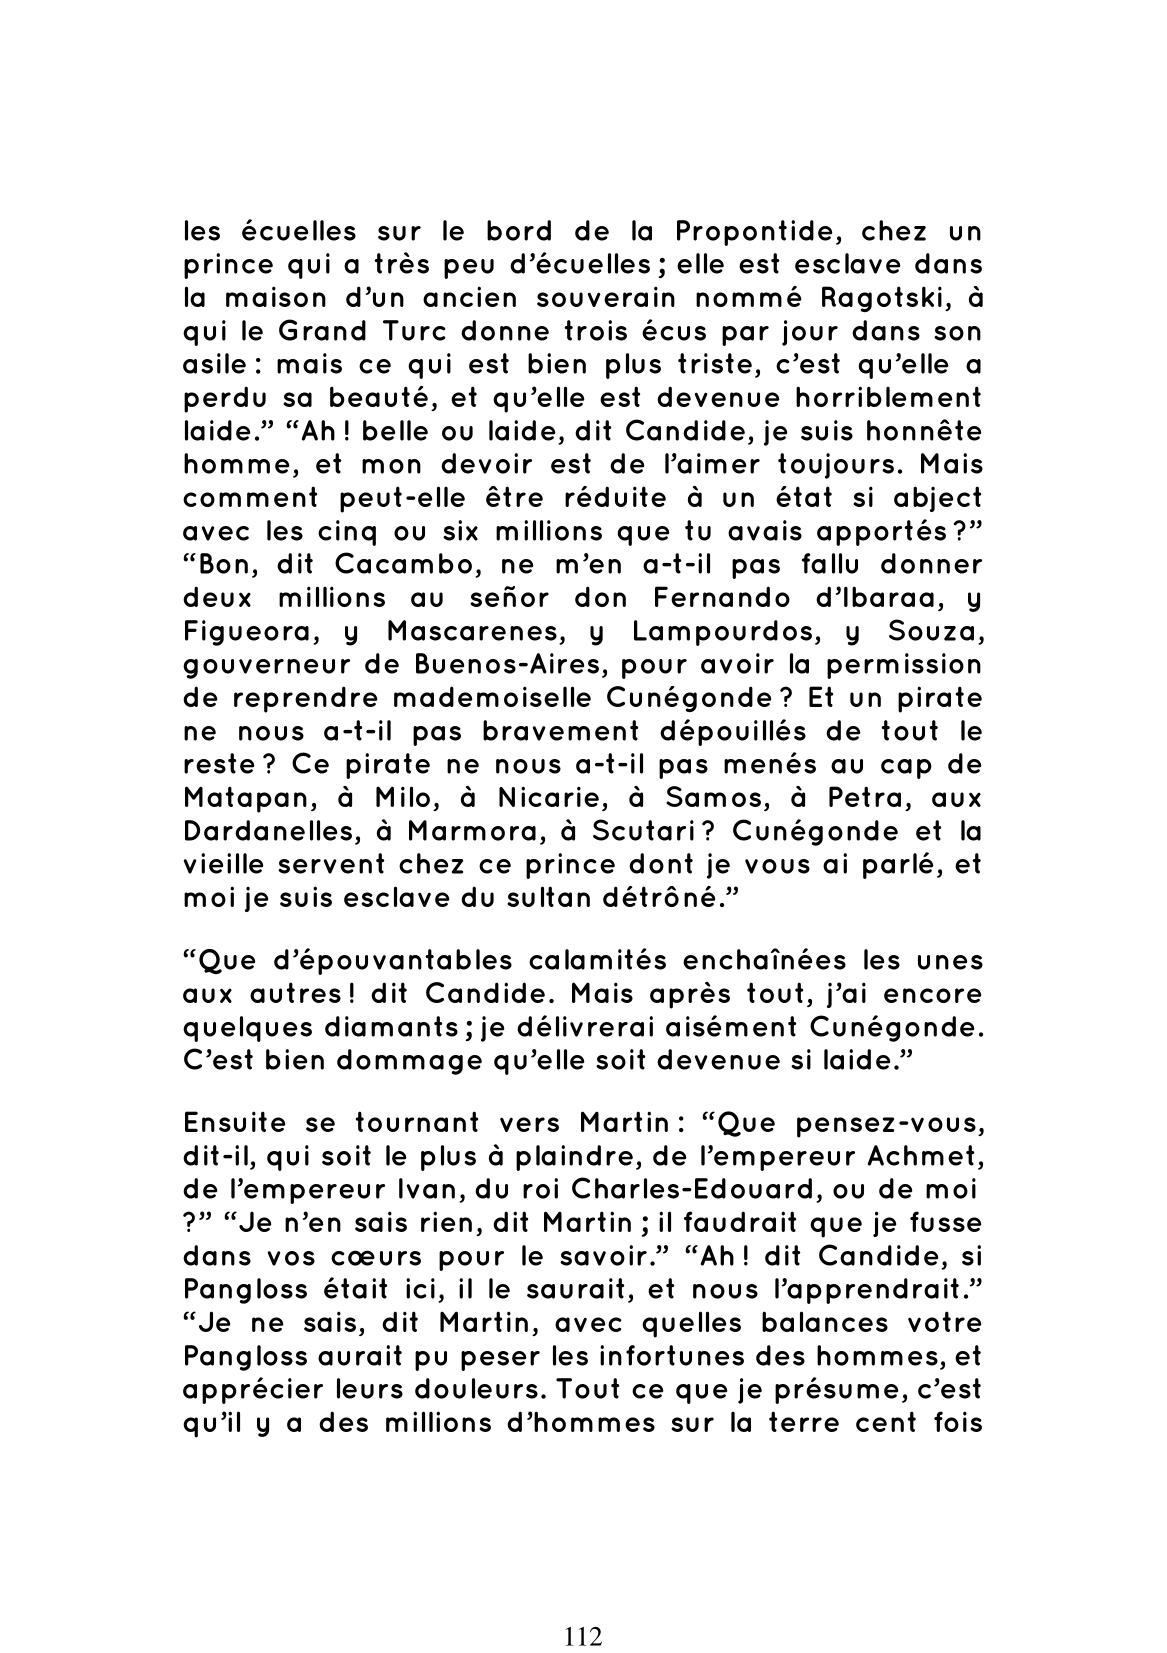 les écuelles sur le bord de la Propontide, chez un
prince qui a très peu d’écuelles ; elle est esclave dans
la maison d’un ancien souverain nommé Ragotski, à
qui le Grand Turc donne trois écus par jour dans son
asile : mais ce qui est bien plus triste, c’est qu’elle a
perdu sa beauté, et qu’elle est devenue horriblement
laide.” “Ah ! belle ou laide, dit Candide, je suis honnête
homme, et mon devoir est de l’aimer toujours. Mais
comment peut-elle être réduite à un état si abject
avec les cinq ou six millions que tu avais apportés ?”
“Bon, dit Cacambo, ne m’en a-t-il pas fallu donner
deux millions au señor don Fernando d’Ibaraa, y
Figueora, y Mascarenes, y Lampourdos, y Souza,
gouverneur de Buenos-Aires, pour avoir la permission
de reprendre mademoiselle Cunégonde ? Et un pirate
ne nous a-t-il pas bravement dépouillés de tout le
reste ? Ce pirate ne nous a-t-il pas menés au cap de
Matapan, à Milo, à Nicarie, à Samos, à Petra, aux
Dardanelles, à Marmora, à Scutari ? Cunégonde et la
vieille servent chez ce prince dont je vous ai parlé, et
moi je suis esclave du sultan détrôné.”
“Que d’épouvantables calamités enchaînées les unes
aux autres ! dit Candide. Mais après tout, j’ai encore
quelques diamants ; je délivrerai aisément Cunégonde.
C’est bien dommage qu’elle soit devenue si laide.”
Ensuite se tournant vers Martin : “Que pensez-vous,
dit-il, qui soit le plus à plaindre, de l’empereur Achmet,
de l’empereur Ivan, du roi Charles-Edouard, ou de moi
?” “Je n’en sais rien, dit Martin ; il faudrait que je fusse
dans vos cœurs pour le savoir.” “Ah ! dit Candide, si
Pangloss était ici, il le saurait, et nous l’apprendrait.”
“Je ne sais, dit Martin, avec quelles balances votre
Pangloss aurait pu peser les infortunes des hommes, et
apprécier leurs douleurs. Tout ce que je présume, c’est
qu’il y a des millions d’hommes sur la terre cent fois
112